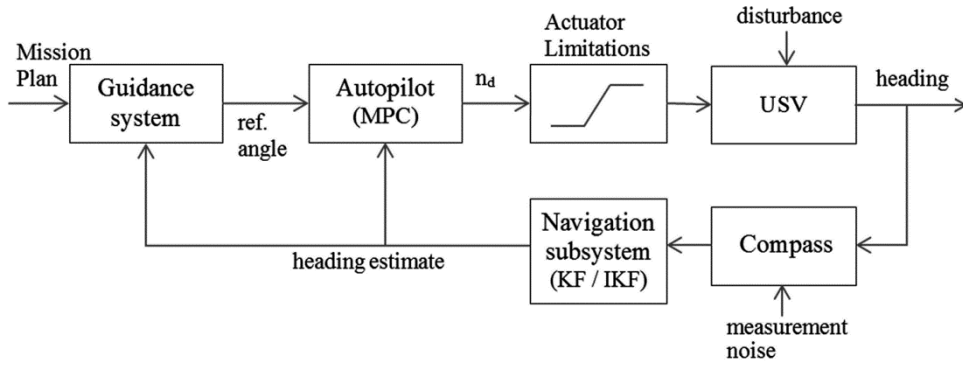 Mission
Plan
Guidance
system
ref.
angle
Autopilot
(MPC)
n_d
Actuator
Limitations
disturbance
USV
heading
Navigation
subsystem
(KF / IKF)
Compass
heading estimate
measurement
noise